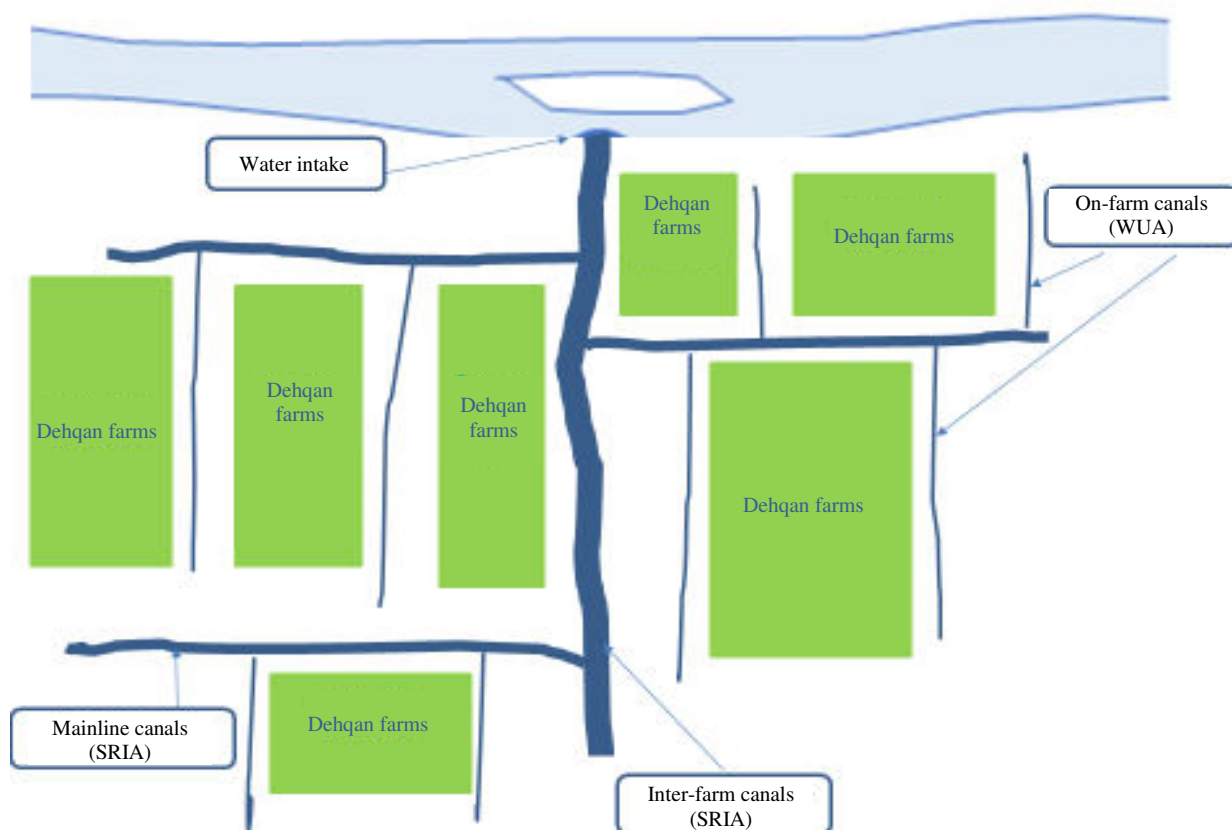 Water intake
Dehqan
farms
Dehqan farms
On-farm canals
(WUA)
Dehqan farms
Dehqan
farms
Dehqan
farms
Dehqan farms
Dehqan farms
Mainline canals
(SRIA)
Inter-farm canals
(SRIA)